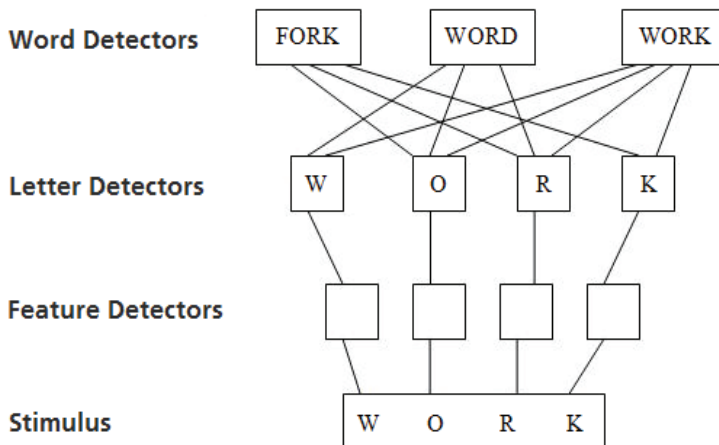 Word Detectors FORK WORD WORK
Letter Detectors W O R K
Feature Detectors
Stimulus W O R K